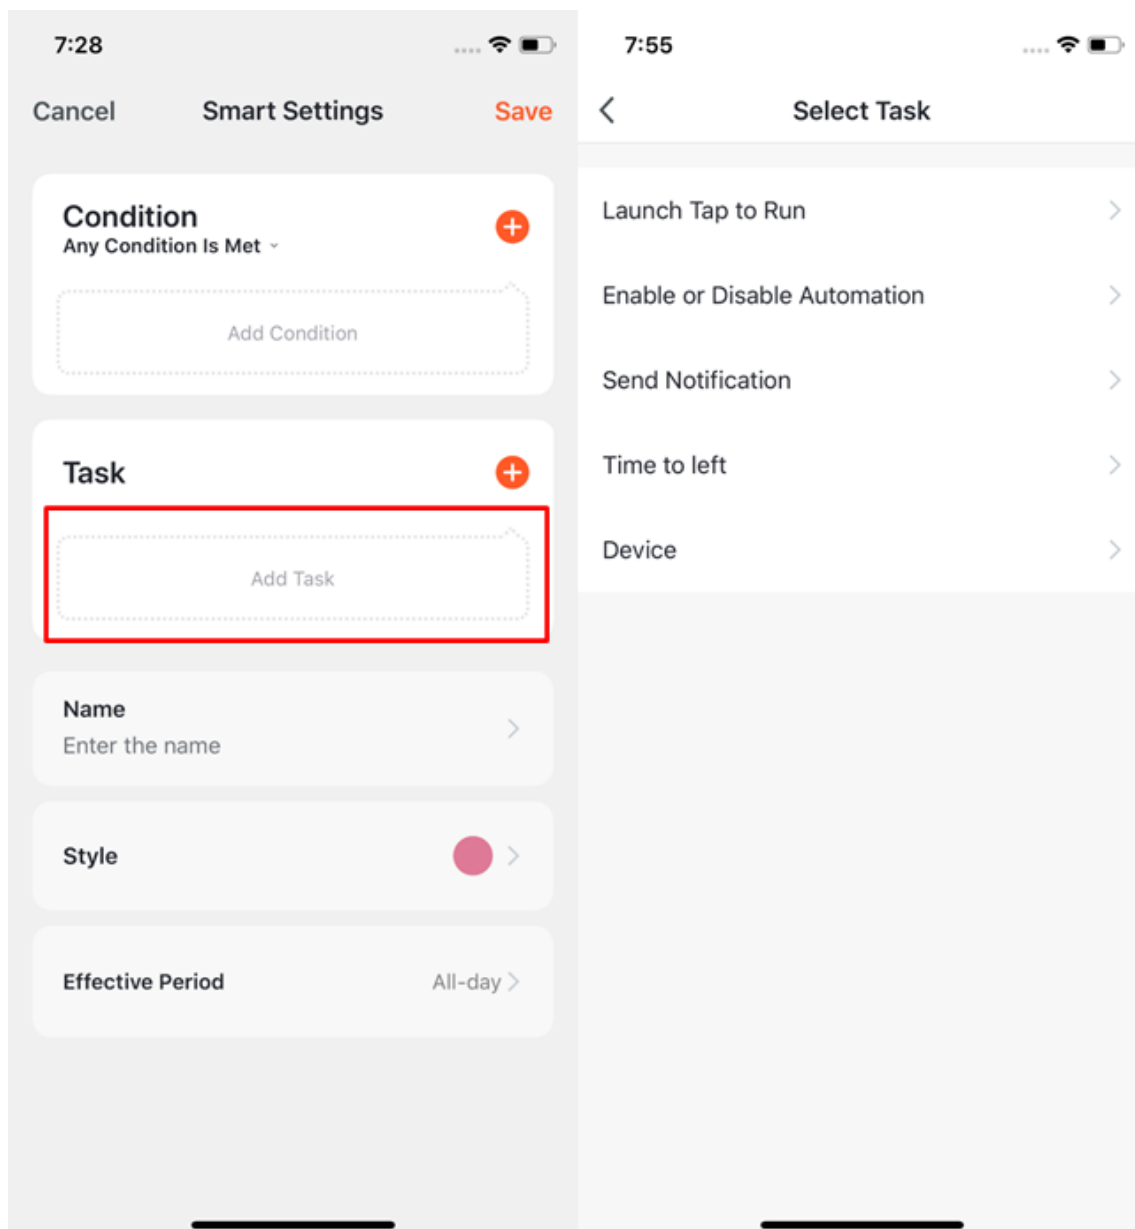 7:28
Cancel
Smart Settings
Save
Condition
Any Condition Is Met
Add Condition
Task
Add Task
Name
Enter the name
Style
Effective Period
All-day
7:55
Select Task
Launch Tap to Run
Enable or Disable Automation
Send Notification
Time to left
Device